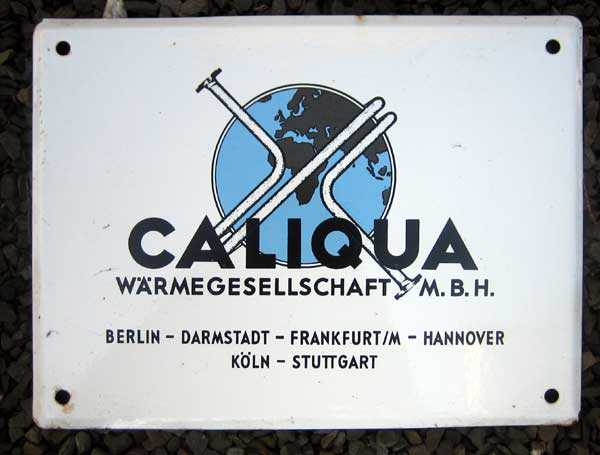 CALIQUA
WÄRMEGESELLSCHAFT M.B.H.
BERLIN - DARMSTADT - FRANKFURT/M - HANNOVER
KÖLN - STUTTGART